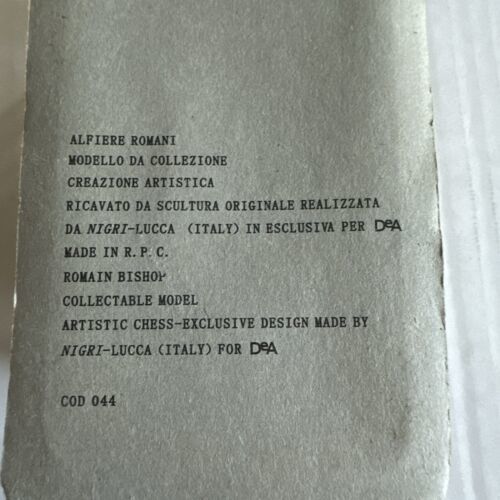 ALFIERE ROMANI
MODELLO DA COLLEZIONE
CREAZIONE ARTISTICA
RICAVATO DA SCULTURA ORIGINALE REALIZZATA
DA NIGRI-LUCCA (ITALY) IN ESCLUSIVA PER DeA
MADE IN R.P.C.
ROMAIN BISHOP
COLLECTABLE MODEL
ARTISTIC CHESS-EXCLUSIVE DESIGN MADE BY
NIGRI-LUCCA (ITALY) FOR DeA
COD 044